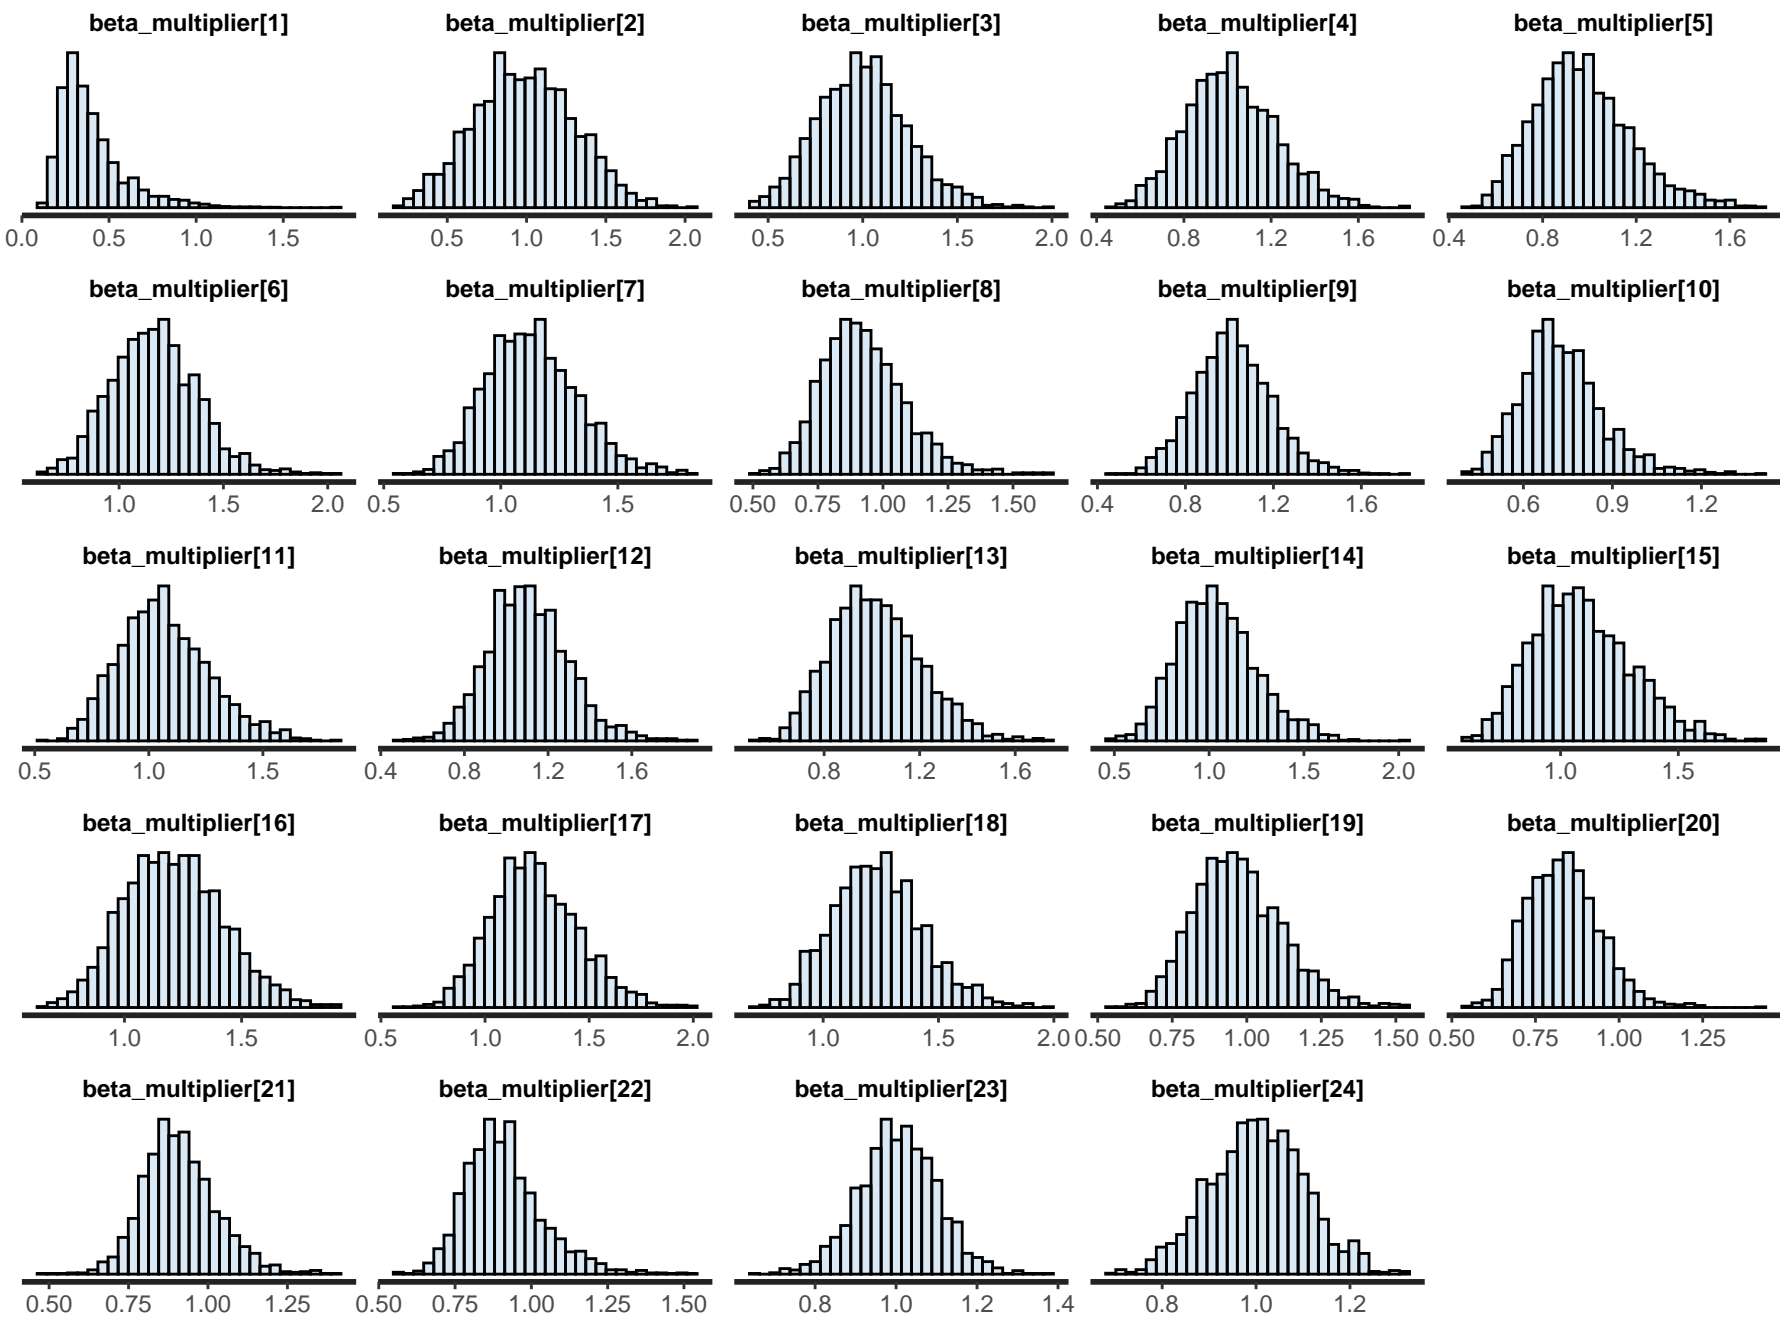 beta_multiplier[1] beta_multiplier[2] beta_multiplier[3] beta_multiplier[4] beta_multiplier[5]
0.0 0.5 1.0 1.5 0.5 1.0 1.5 2.0 0.5 1.0 1.5 2.0 0.4 0.8 1.2 1.6 0.4 0.8 1.2 1.6
beta_multiplier[6] beta_multiplier[7] beta_multiplier[8] beta_multiplier[9] beta_multiplier[10]
1.0 1.5 2.0 0.5 1.0 1.5 0.50 0.75 1.00 1.25 1.50 0.4 0.8 1.2 1.6 0.6 0.9 1.2
beta_multiplier[11] beta_multiplier[12] beta_multiplier[13] beta_multiplier[14] beta_multiplier[15]
0.5 1.0 1.5 0.4 0.8 1.2 1.6 0.8 1.2 1.6 0.5 1.0 1.5 2.0 1.0 1.5
beta_multiplier[16] beta_multiplier[17] beta_multiplier[18] beta_multiplier[19] beta_multiplier[20]
1.0 1.5 0.5 1.0 1.5 2.0 1.0 1.5 2.0 0.50 0.75 1.00 1.25 1.50 0.50 0.75 1.00 1.25
beta_multiplier[21] beta_multiplier[22] beta_multiplier[23] beta_multiplier[24]
0.50 0.75 1.00 1.25 0.50 0.75 1.00 1.25 1.50 0.8 1.0 1.2 1.4 0.8 1.0 1.2